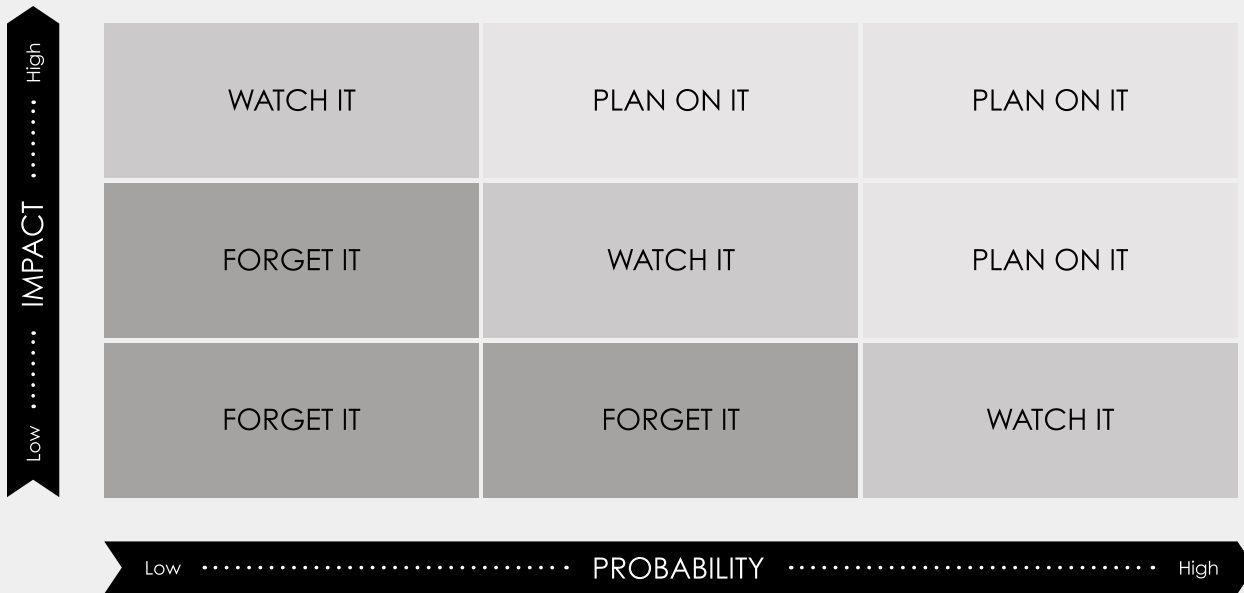 High
IMPACT
Low
WATCH IT
PLAN ON IT
PLAN ON IT
FORGET IT
WATCH IT
PLAN ON IT
FORGET IT
FORGET IT
WATCH IT
Low
PROBABILITY
High